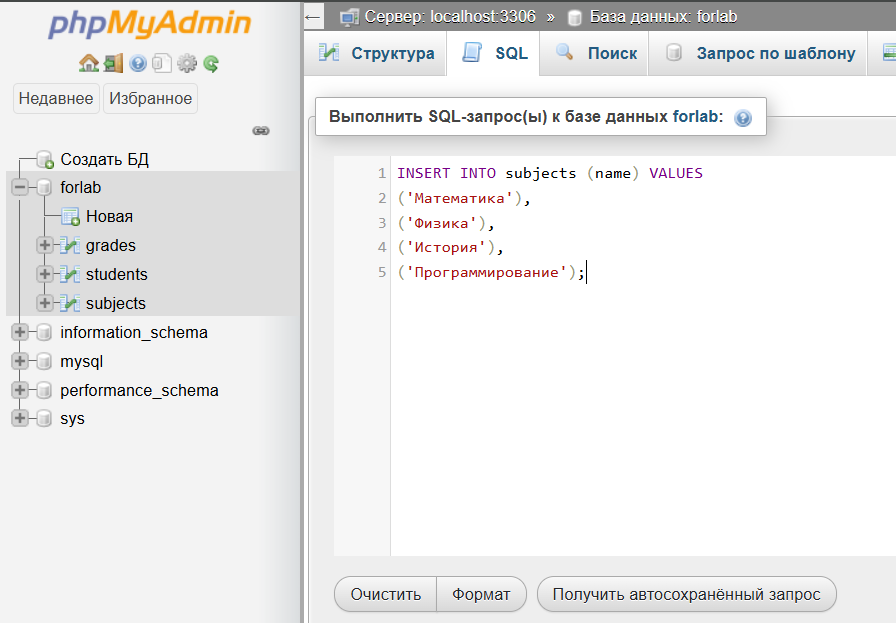 phpMyAdmin
Недавнее Избранное
Создать БД
forlab
Новая
grades
students
subjects
information_schema
mysql
performance_schema
sys
← Сервер: localhost:3306 » База данных: forlab
Структура SQL Поиск Запрос по шаблону
Выполнить SQL-запрос(ы) к базе данных forlab:
1 INSERT INTO subjects (name) VALUES
2 ('Математика'),
3 ('Физика'),
4 ('История'),
5 ('Программирование');
Очистить Формат Получить автосохранённый запрос